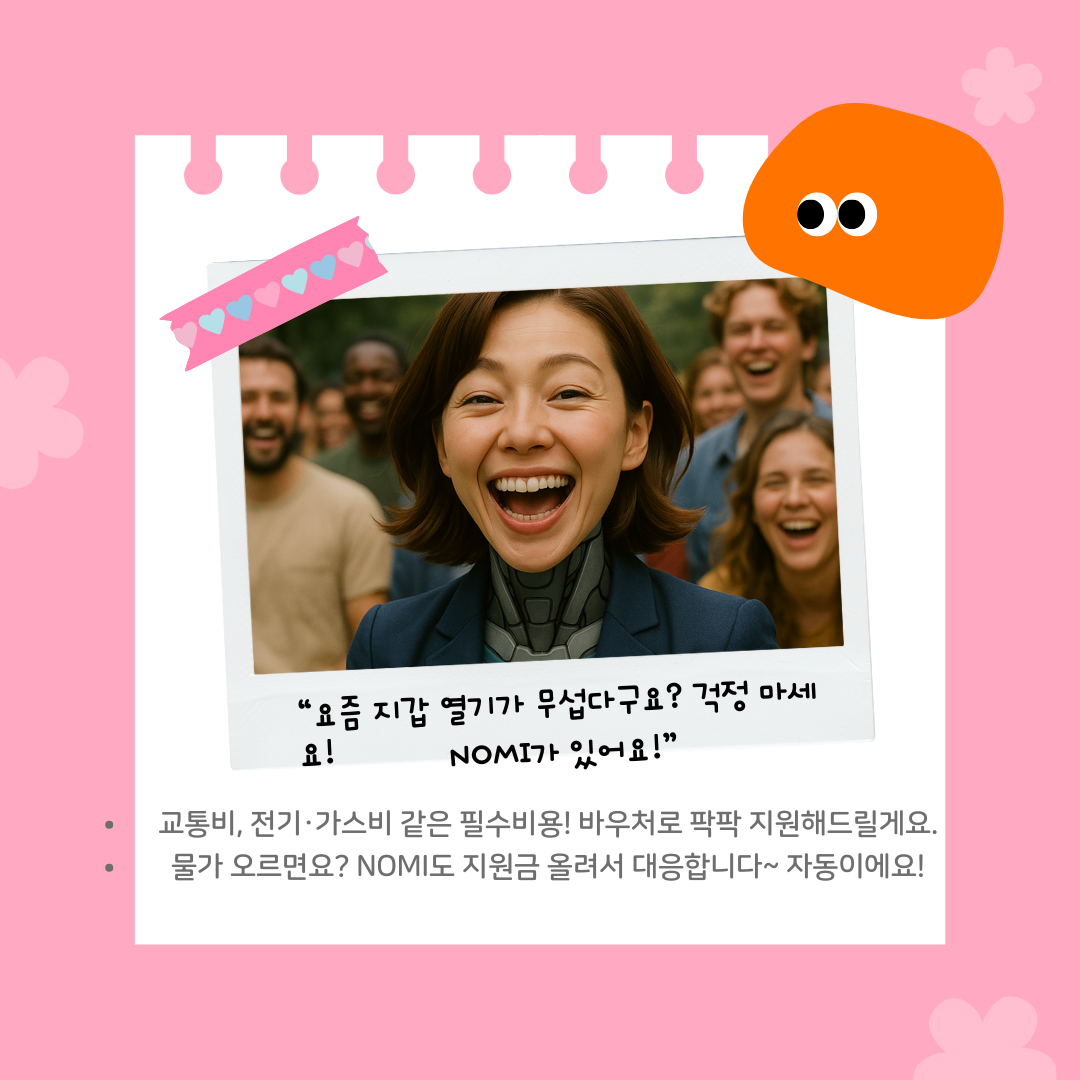 “요즘 지갑 열기가 무섭다구요? 걱정 마세
요! NOMI가 있어요!”
• 교통비, 전기·가스비 같은 필수비용! 바우처로 팍팍 지원해드릴게요.
• 물가 오르면요? NOMI도 지원금 올려서 대응합니다~ 자동이에요!